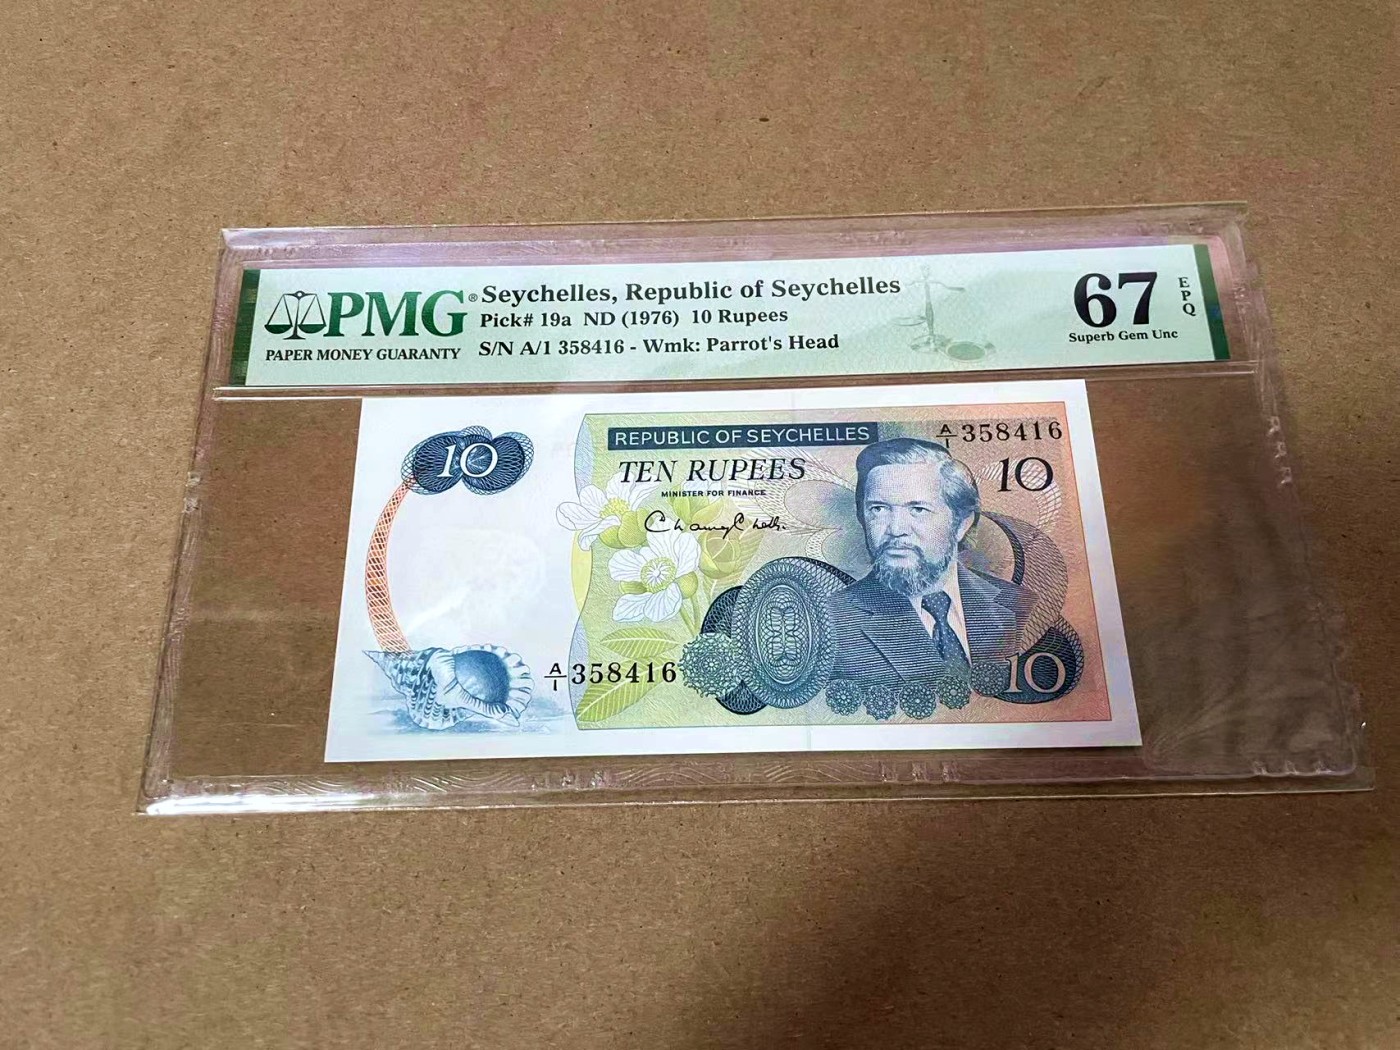 PMG®
PAPER MONEY GUARANTY
Seychelles, Republic of Seychelles
Pick# 19a ND (1976) 10 Rupees
S/N A/1 358416 - Wmk: Parrot's Head
67
EPQ
Superb Gem Unc
10
REPUBLIC OF SEYCHELLES
A/1 358416
TEN RUPEES
10
MINISTER FOR FINANCE
A/1 358416
10